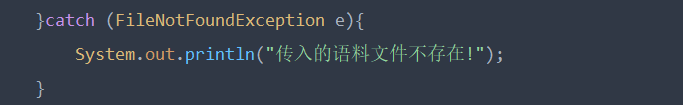 }catch (FileNotFoundException e){
System.out.println("传入的语料文件不存在!");
}